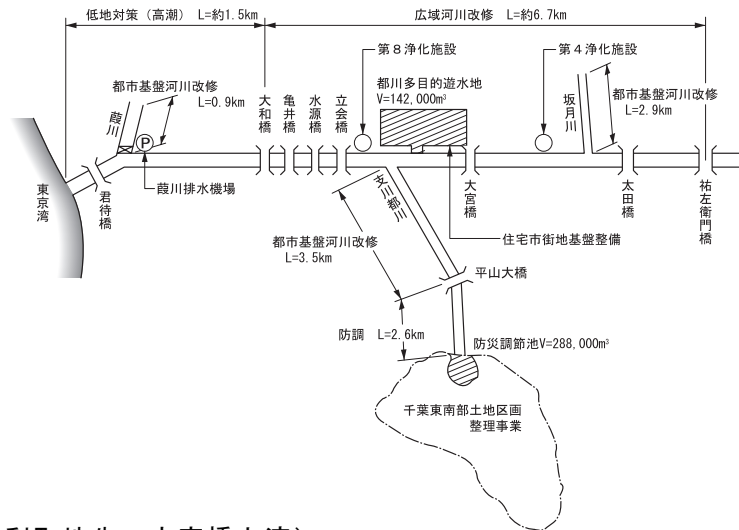 低地対策（高潮） L=約1.5km
広域河川改修 L=約6.7km
第８浄化施設
第４浄化施設
都川多目的遊水地
V=142,000m³
都市基盤河川改修
L=0.9km
葭川
P
大和橋
亀井橋
水源橋
立会橋
坂月川
都市基盤河川改修
L=2.9km
東京湾
君待橋
葭川排水機場
支川都川
大宮橋
太田橋
祐左衛門橋
住宅市街地基盤整備
都市基盤河川改修
L=3.5km
平山大橋
防調 L=2.6km
防災調節池V=288,000m³
千葉東南部土地区画
整理事業